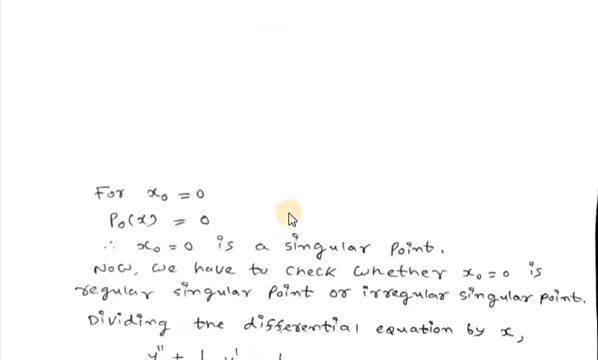 For x₀ = 0
P₀(x) = 0
∴ x₀ = 0 is a singular point.
Now, we have to check whether x₀ = 0 is
regular singular point or irregular singular point.
Dividing the differential equation by x,